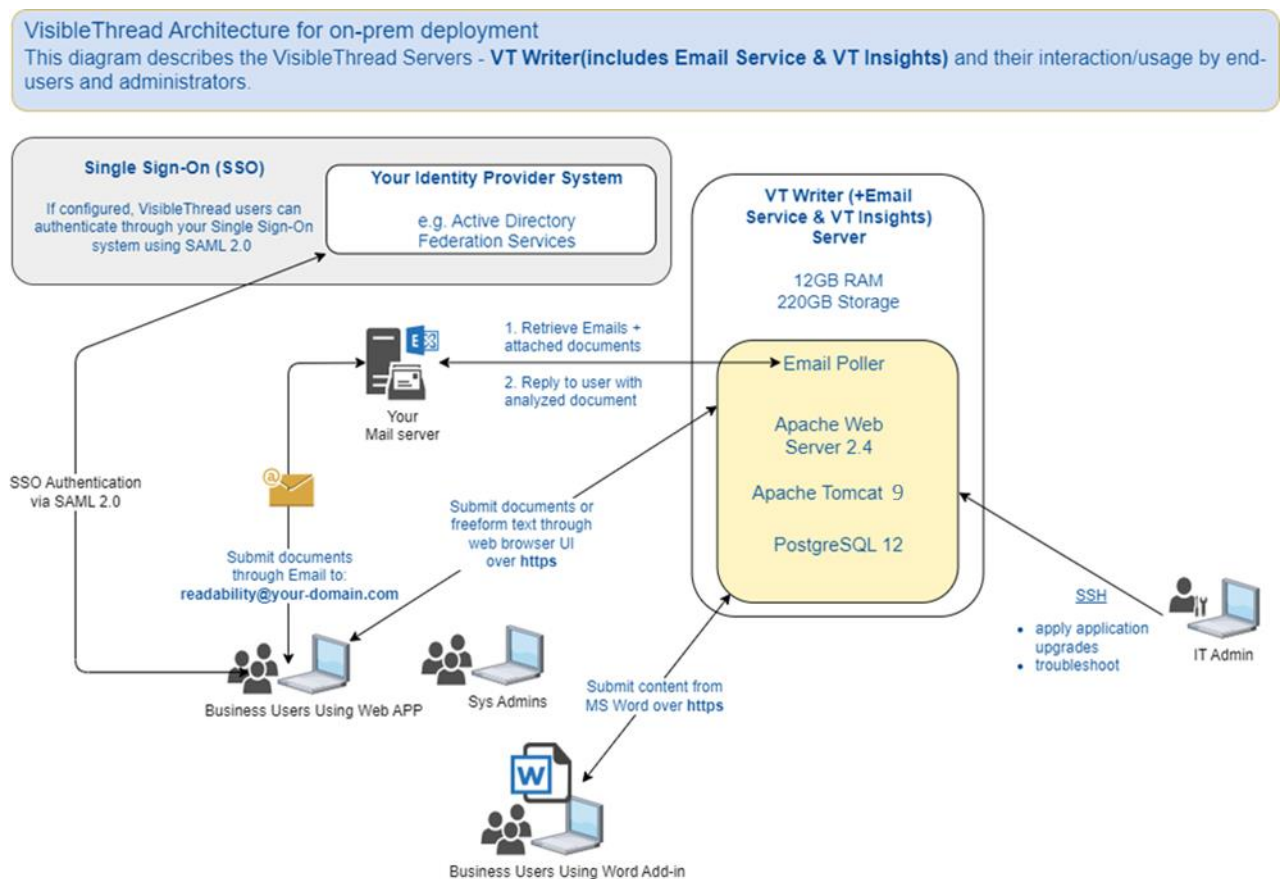 VisibleThread Architecture for on-prem deployment
This diagram describes the VisibleThread Servers - VT Writer(includes Email Service & VT Insights) and their interaction/usage by end-
users and administrators.
Single Sign-On (SSO)
If configured, VisibleThread users can
authenticate through your Single Sign-On
system using SAML 2.0
Your Identity Provider System
e.g. Active Directory
Federation Services
VT Writer (+Email
Service & VT Insights)
Server
12GB RAM
220GB Storage
1. Retrieve Emails +
attached documents
2. Reply to user with
analyzed document
E
Your
Mail server
Email Poller
Apache Web
Server 2.4
Apache Tomcat 9
PostgreSQL 12
SSO Authentication
via SAML 2.0
@
Submit documents
through Email to:
readability@your-domain.com
Submit documents or
freeform text through
web browser UI
over https
SSH
• apply application
upgrades
• troubleshoot
IT Admin
Business Users Using Web APP
Sys Admins
Submit content from
MS Word over https
W
Business Users Using Word Add-in